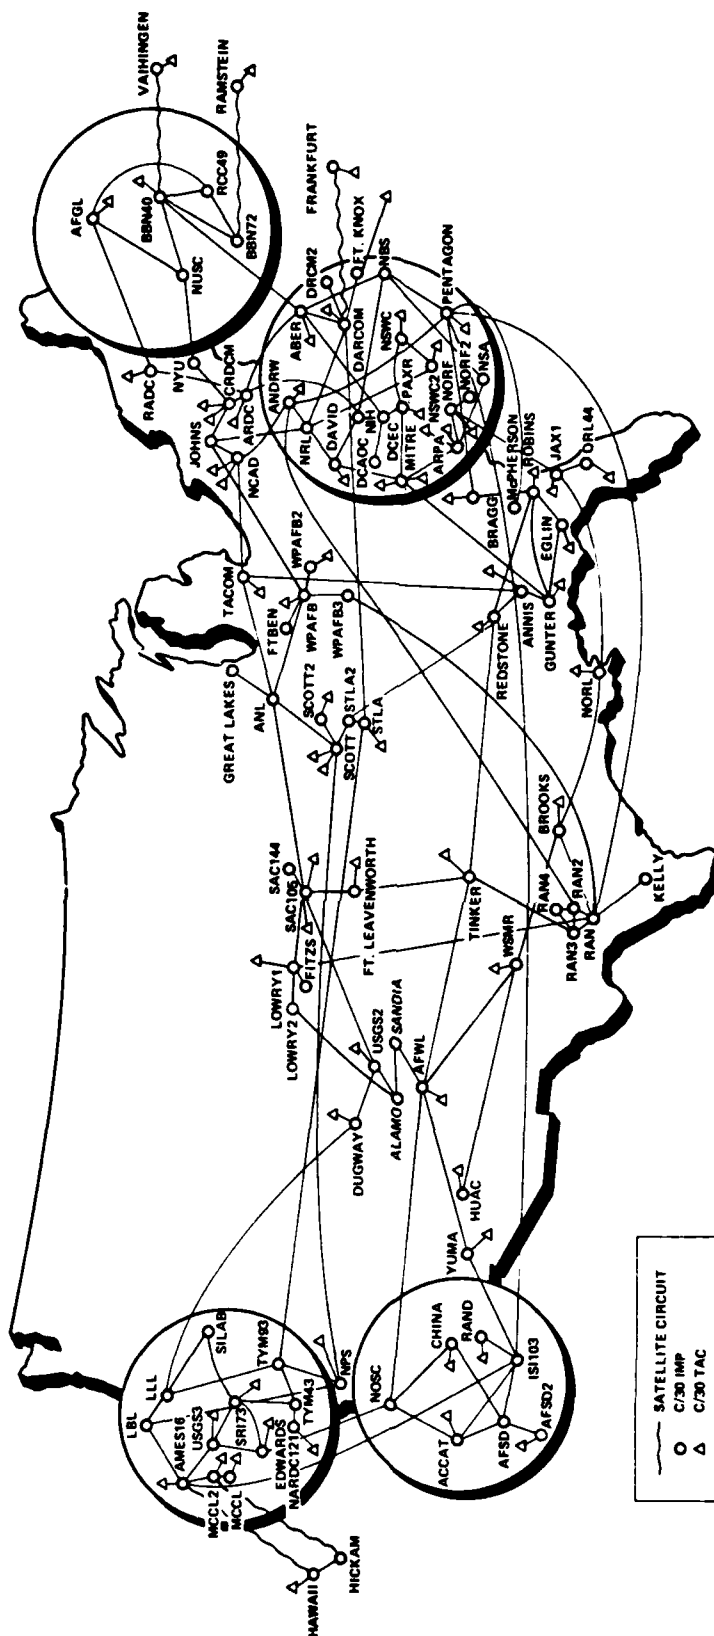 HAWAII
HICKAM
MCCL2
MCCL
AMES16
LBL
LLL
USGS3
SILAB
SRI73
EDWARDS
NARDC121
TYM43
TYM93
NPS
NOSC
ACCAT
AFSD
AFSD2
CHINA
RAND
ISI103
YUMA
HUAC
DUGWAY
ALAMO
USGS2
SANDIA
AFWL
WSMR
LOWRY2
LOWRY1
FITZS
SAC105
SAC144
FT. LEAVENWORTH
TINKER
RAN3
RAN
RAN4
RAN2
KELLY
BROOKS
NORL
GREAT LAKES
ANL
SCOTT2
SCOTT
STLA2
STLA
TACOM
FTBEN
WPAFB
WPAFB2
WPAFB3
REDSTONE
ANNIS
GUNTER
EGLIN
BRAGG
McPHERSON
ROBINS
JAX1
ORL44
JOHNS
NCAD
ARDC
CRDCM
RADC
NYU
ANDRW
NRL
DAVID
DCAOC
NIH
DCEC
MITRE
ARPA
NSWC2
PAXR
NSWC
NORF
NORF2
NSA
ABER
DRCM2
DARCOM
FT. KNOX
NBS
PENTAGON
FRANKFURT
AFGL
BBN40
RCC49
NUSC
BBN72
VAIHINGEN
RAMSTEIN
SATELLITE CIRCUIT
C/30 IMP
C/30 TAC